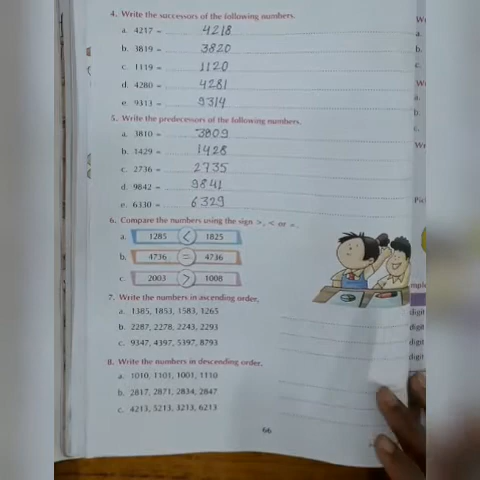 4. Write the successors of the following numbers.
a. 4217 = 4218
b. 3819 = 3820
c. 1119 = 1120
d. 4280 = 4281
e. 9313 = 9314
5. Write the predecessors of the following numbers.
a. 3810 = 3809
b. 1429 = 1428
c. 2736 = 2735
d. 9842 = 9841
e. 6330 = 6329
6. Compare the numbers using the sign >, < or =.
a. 1285 < 1825
b. 4736 = 4736
c. 2003 > 1008
7. Write the numbers in ascending order.
a. 1385, 1853, 1583, 1265
b. 2287, 2278, 2243, 2293
c. 9347, 4397, 5397, 8793
8. Write the numbers in descending order.
a. 1010, 1101, 1001, 1110
b. 2817, 2871, 2834, 2847
c. 4213, 5213, 3213, 6213
66
a.
b.
c.
a.
b.
c.
digit
digit
digit
digit